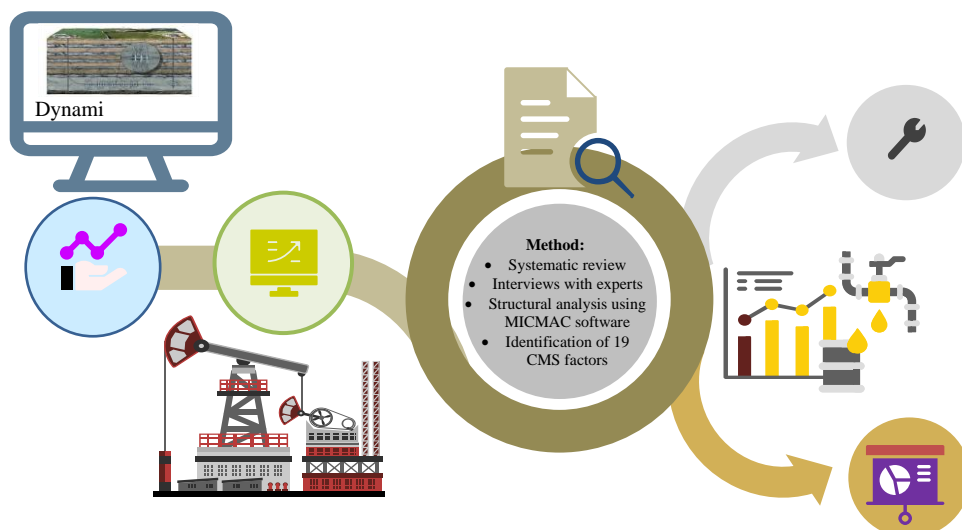 Dynami
Method:
• Systematic review
• Interviews with experts
• Structural analysis using
MICMAC software
• Identification of 19
CMS factors